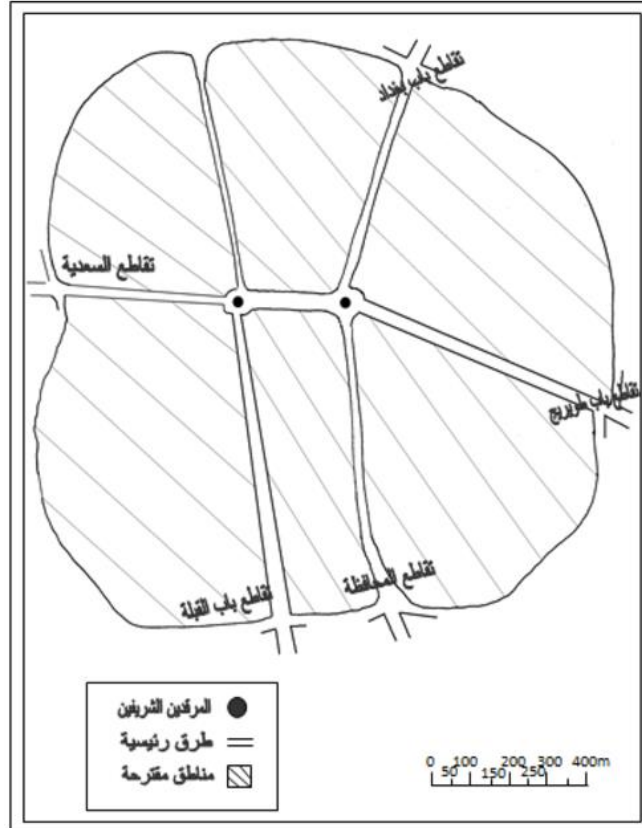 تقاطع باب بغداد
تقاطع السعدية
تقاطع باب طويريج
تقاطع المحافظة
تقاطع باب القبلة
المرقدين الشريفين
طرق رئيسية
مناطق مقترحة
0 100 200 300 400m
50 150 250